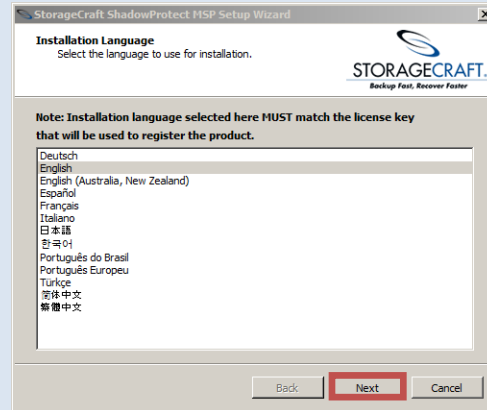 StorageCraft ShadowProtect MSP Setup Wizard
Installation Language
Select the language to use for installation.
STORAGECRAFT.
Backup Fast, Recover Faster
Note: Installation language selected here MUST match the license key
that will be used to register the product.
Deutsch
English
English (Australia, New Zealand)
Español
Français
Italiano
日本語
한국어
Português do Brasil
Português Europeu
Türkçe
简体中文
繁體中文
Back
Next
Cancel